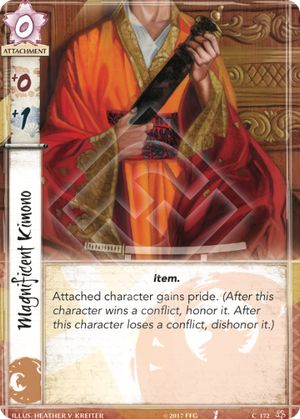 0
ATTACHMENT
+0
+1
Magnificent Kimono
Item.
Attached character gains pride. (After this
character wins a conflict, honor it. After
this character loses a conflict, dishonor it.)
ILLUS. HEATHER V. KREITER
© 2017 FFG
C 172